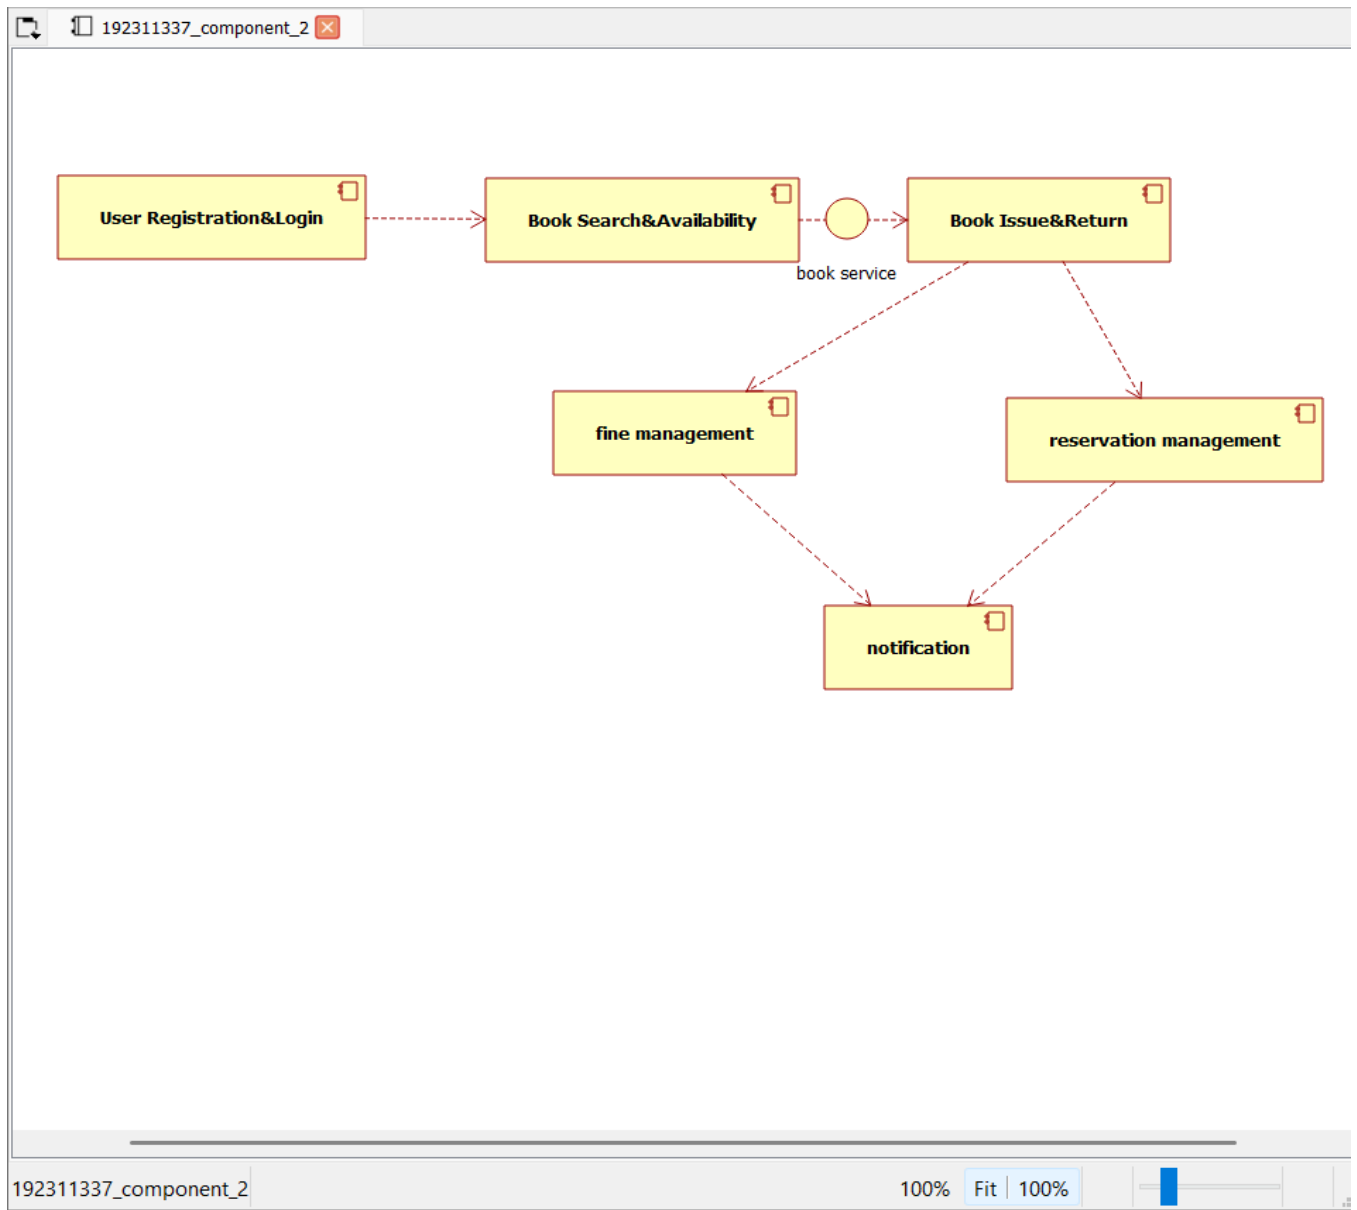 192311337_component_2
User Registration&Login
Book Search&Availability
Book Issue&Return
book service
fine management
reservation management
notification
192311337_component_2
100%
Fit
100%